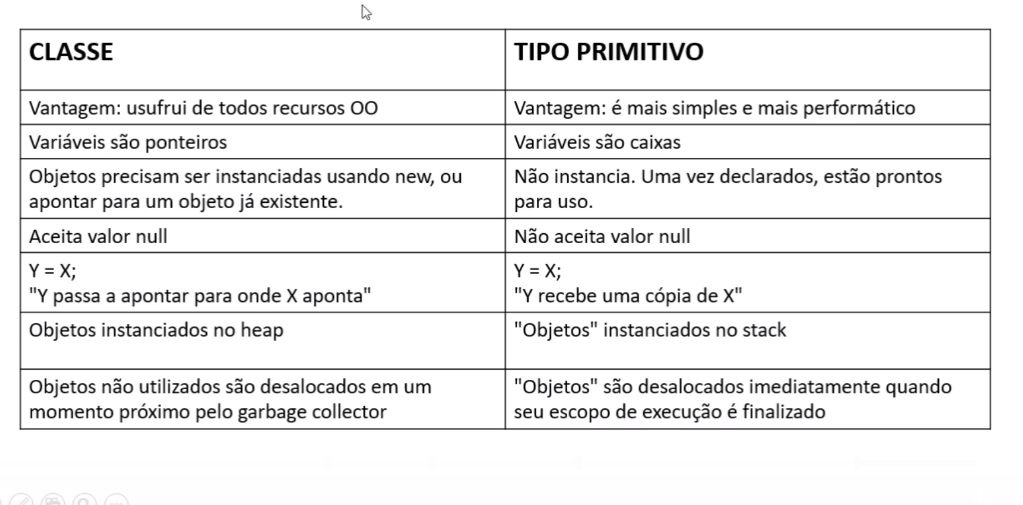 CLASSE
TIPO PRIMITIVO
Vantagem: usufrui de todos recursos OO
Vantagem: é mais simples e mais performático
Variáveis são ponteiros
Variáveis são caixas
Objetos precisam ser instanciadas usando new, ou
apontar para um objeto já existente.
Não instancia. Uma vez declarados, estão prontos
para uso.
Aceita valor null
Não aceita valor null
Y = X;
"Y passa a apontar para onde X aponta"
Y = X;
"Y recebe uma cópia de X"
Objetos instanciados no heap
"Objetos" instanciados no stack
Objetos não utilizados são desalocados em um
momento próximo pelo garbage collector
"Objetos" são desalocados imediatamente quando
seu escopo de execução é finalizado